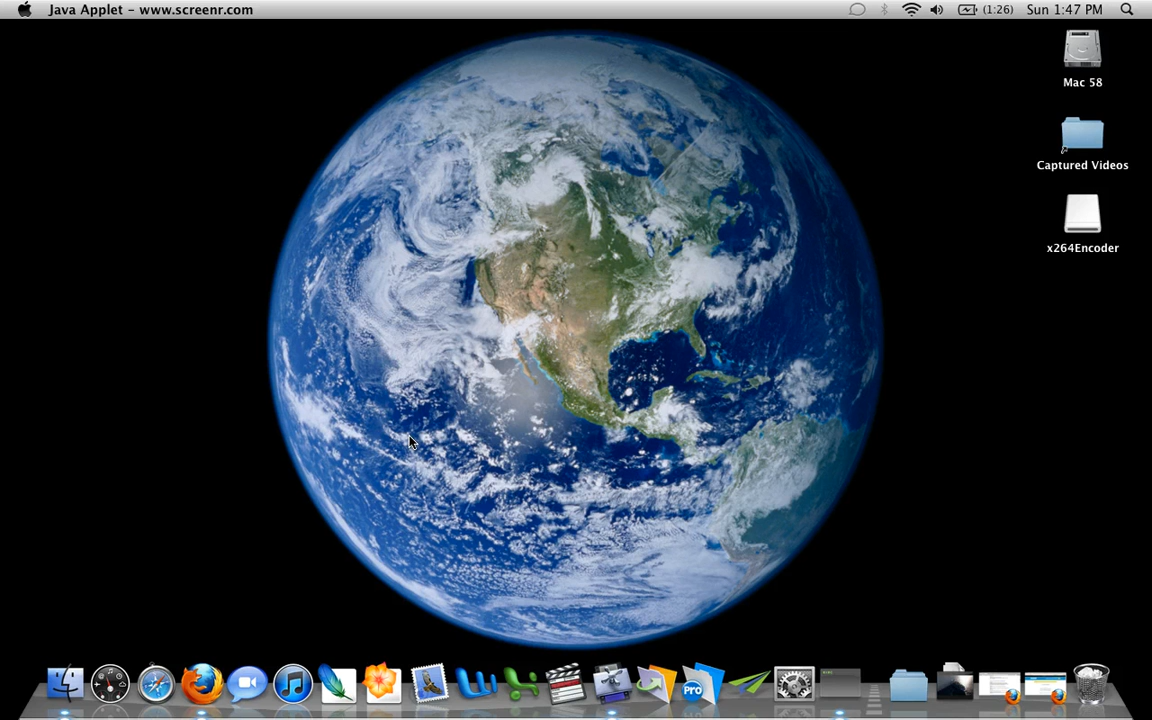 Java Applet - www.screenr.com
(1:26) Sun 1:47 PM
Mac 58
Captured Videos
x264Encoder
PRO